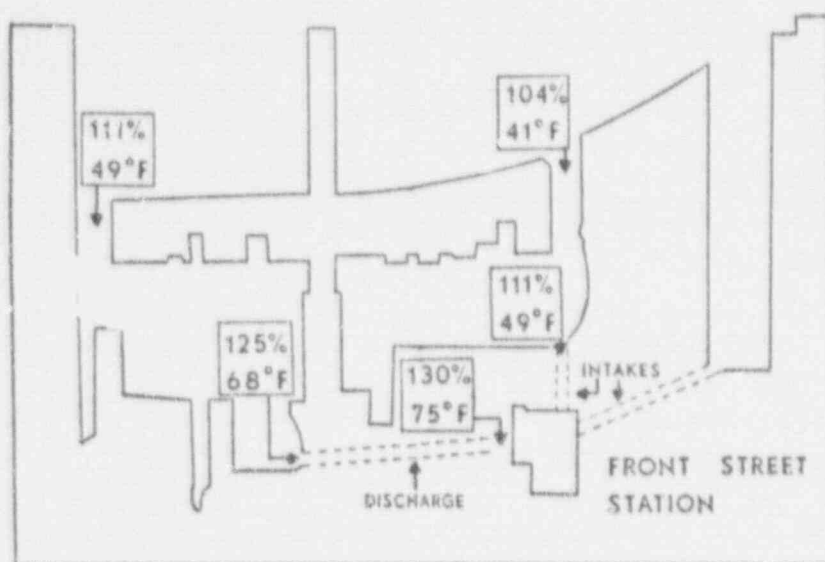 104%
41°F
111%
49°F
111%
49°F
125%
68°F
130%
75°F
INTAKES
DISCHARGE
FRONT STREET
STATION